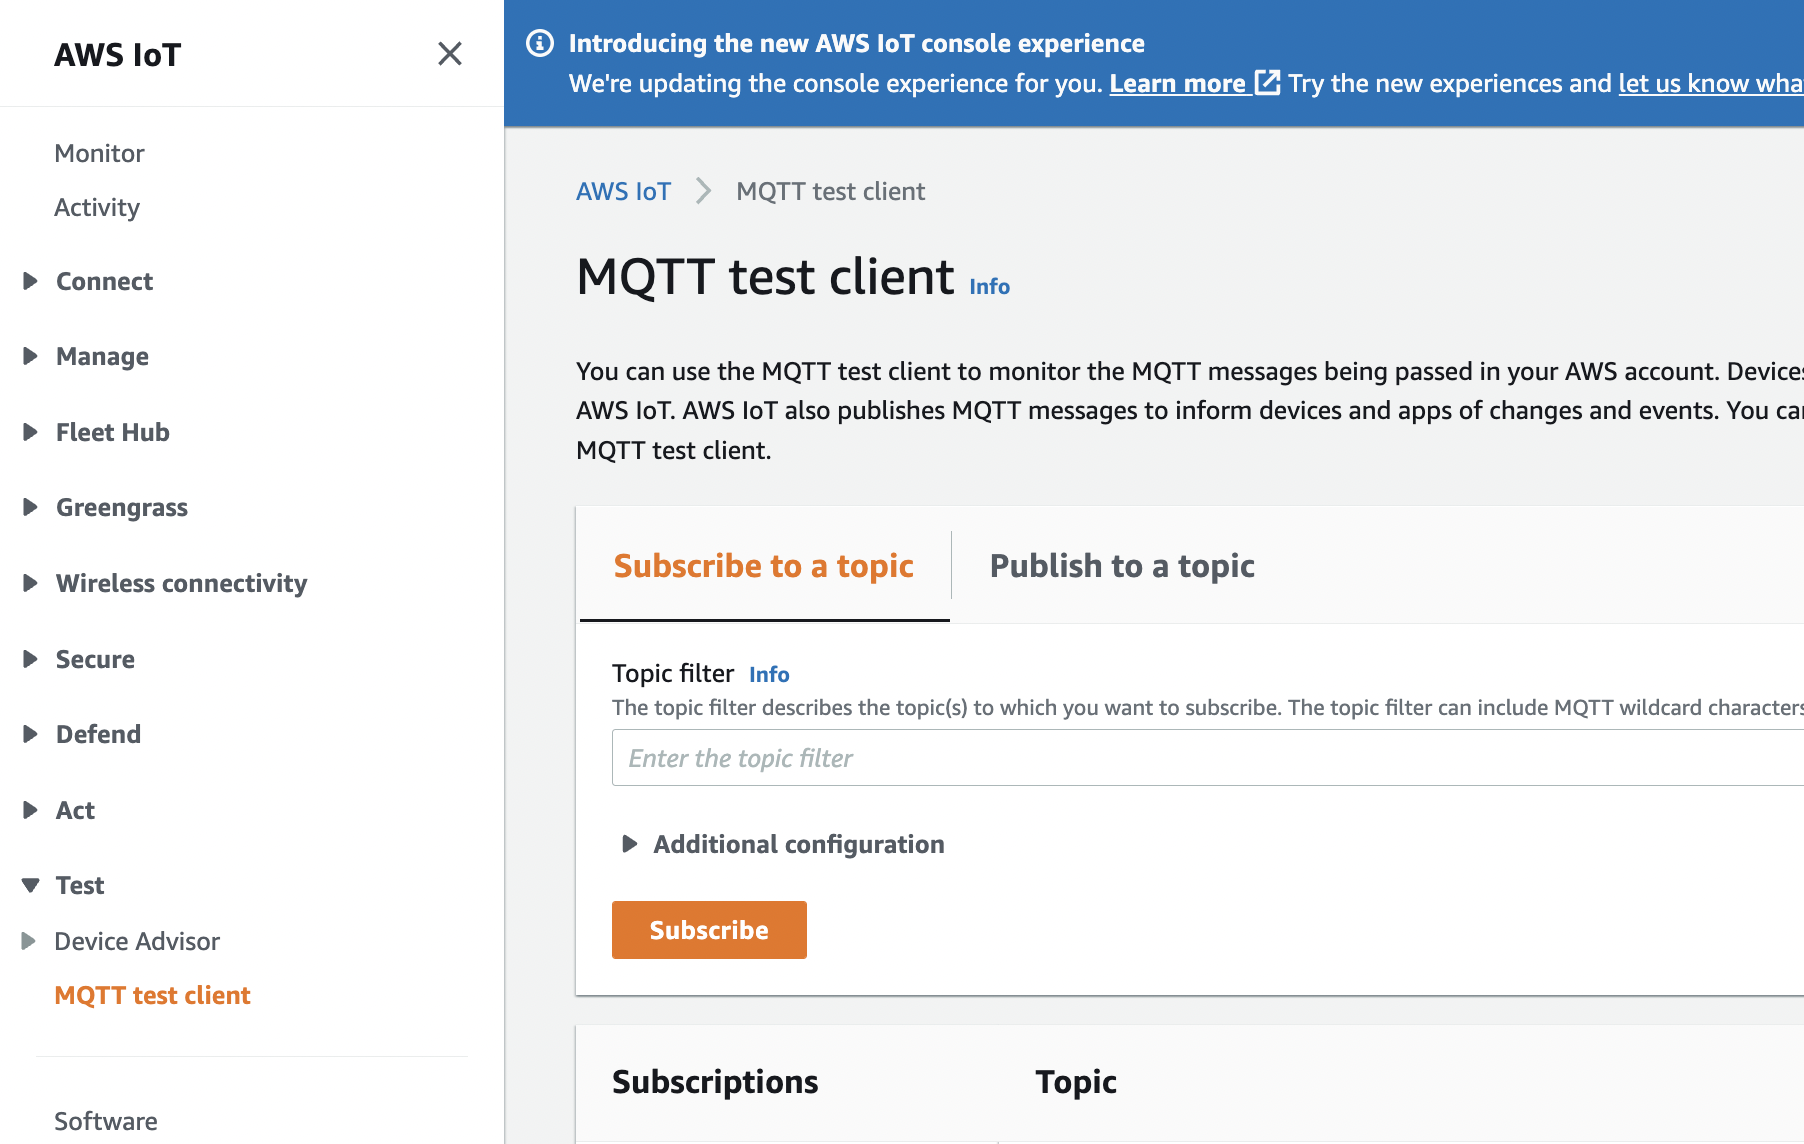 AWS IoT
Monitor
Activity
Connect
Manage
Fleet Hub
Greengrass
Wireless connectivity
Secure
Defend
Act
Test
Device Advisor
MQTT test client
Software
Introducing the new AWS IoT console experience
We're updating the console experience for you. Learn more Try the new experiences and let us know wha
AWS IoT MQTT test client
MQTT test client Info
You can use the MQTT test client to monitor the MQTT messages being passed in your AWS account. Devices
AWS IoT. AWS IoT also publishes MQTT messages to inform devices and apps of changes and events. You can
MQTT test client.
Subscribe to a topic Publish to a topic
Topic filter Info
The topic filter describes the topic(s) to which you want to subscribe. The topic filter can include MQTT wildcard characters
Enter the topic filter
Additional configuration
Subscribe
Subscriptions Topic